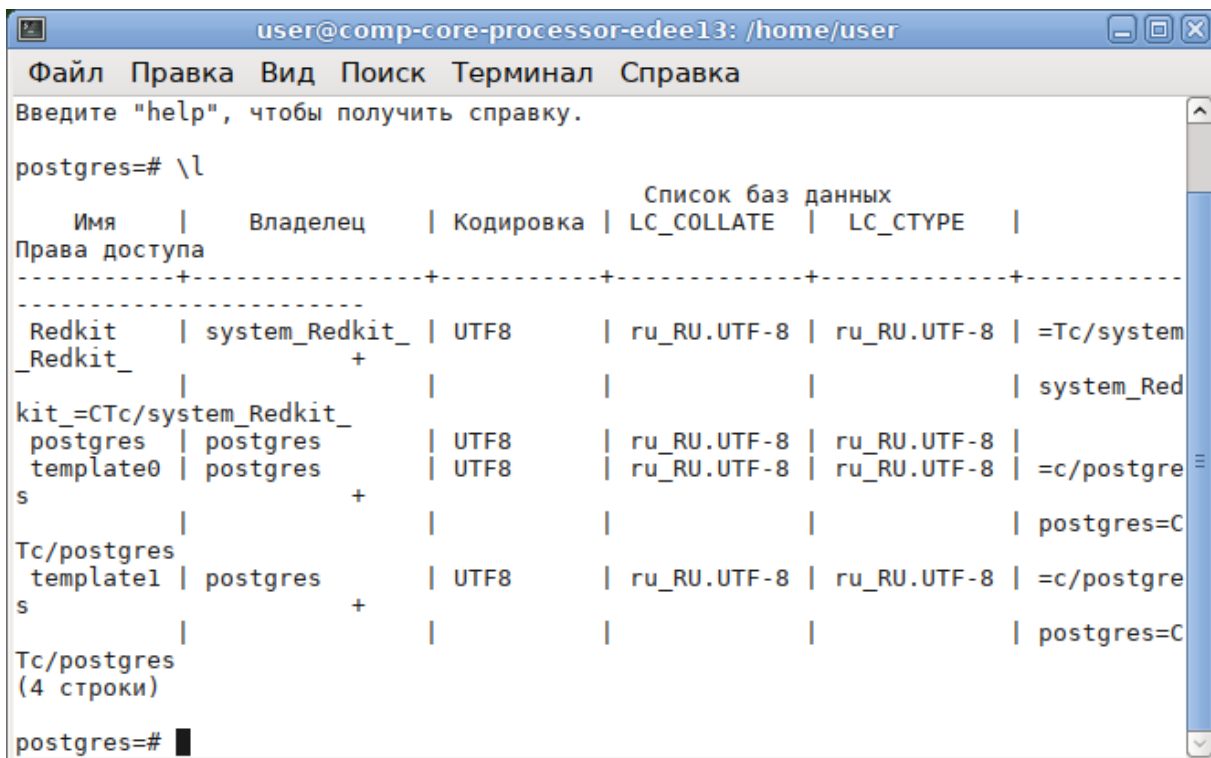 user@comp-core-processor-edee13: /home/user
Файл Правка Вид Поиск Терминал Справка
Введите "help", чтобы получить справку.
postgres=# \l
                                       Список баз данных
    Имя    |    Владелец    | Кодировка | LC_COLLATE  |  LC_CTYPE   |
Права доступа
-----------+----------------+-----------+-------------+-------------+-----------
------------------------
 Redkit    | system_Redkit_ | UTF8      | ru_RU.UTF-8 | ru_RU.UTF-8 | =Tc/system
_Redkit_              +
           |                |           |             |             | system_Red
kit_=CTc/system_Redkit_
 postgres  | postgres       | UTF8      | ru_RU.UTF-8 | ru_RU.UTF-8 |
 template0 | postgres       | UTF8      | ru_RU.UTF-8 | ru_RU.UTF-8 | =c/postgre
s                     +
           |                |           |             |             | postgres=C
Tc/postgres
 template1 | postgres       | UTF8      | ru_RU.UTF-8 | ru_RU.UTF-8 | =c/postgre
s                     +
           |                |           |             |             | postgres=C
Tc/postgres
(4 строки)
postgres=#